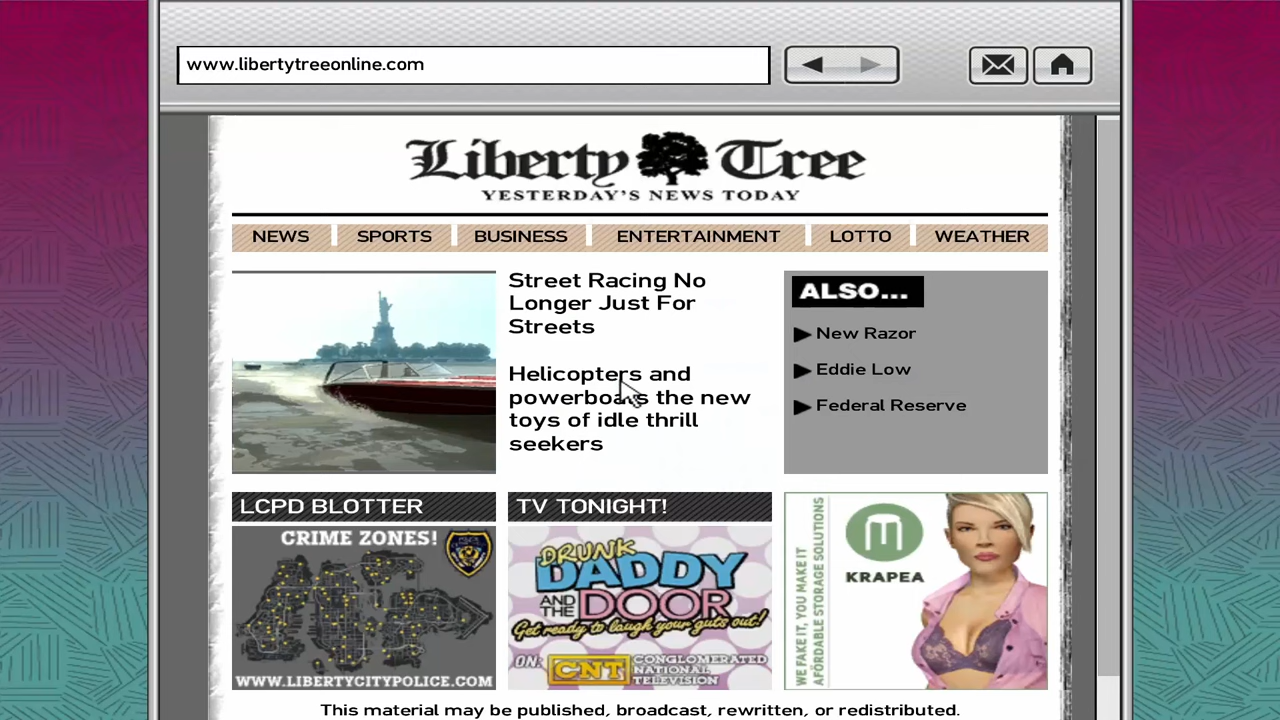 www.libertytreeonline.com
Liberty Tree
YESTERDAY'S NEWS TODAY
NEWS
SPORTS
BUSINESS
ENTERTAINMENT
LOTTO
WEATHER
Street Racing No
Longer Just For
Streets
Helicopters and
powerboats the new
toys of idle thrill
seekers
ALSO...
New Razor
Eddie Low
Federal Reserve
LCPD BLOTTER
CRIME ZONES!
WWW.LIBERTYCITYPOLICE.COM
TV TONIGHT!
DRUNK
DADDY
AND THE DOOR
Get ready to laugh your guts out!
ON: CNT CONGLOMERATED
NATIONAL
TELEVISION
WE FAKE IT, YOU MAKE IT
AFFORDABLE STORAGE SOLUTIONS
KRAPEA
This material may be published, broadcast, rewritten, or redistributed.